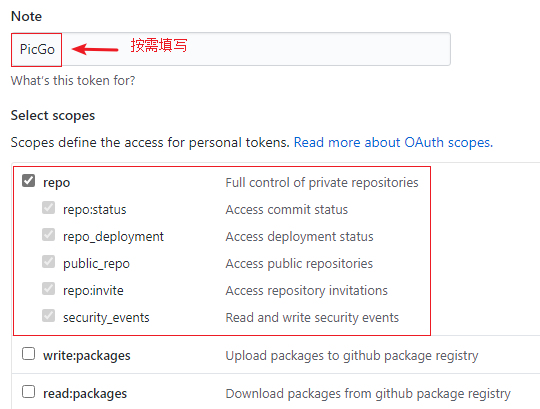 Note
PicGo 按需填写
What's this token for?
Select scopes
Scopes define the access for personal tokens. Read more about OAuth scopes.
repo Full control of private repositories
repo:status Access commit status
repo_deployment Access deployment status
public_repo Access public repositories
repo:invite Access repository invitations
security_events Read and write security events
write:packages Upload packages to github package registry
read:packages Download packages from github package registry